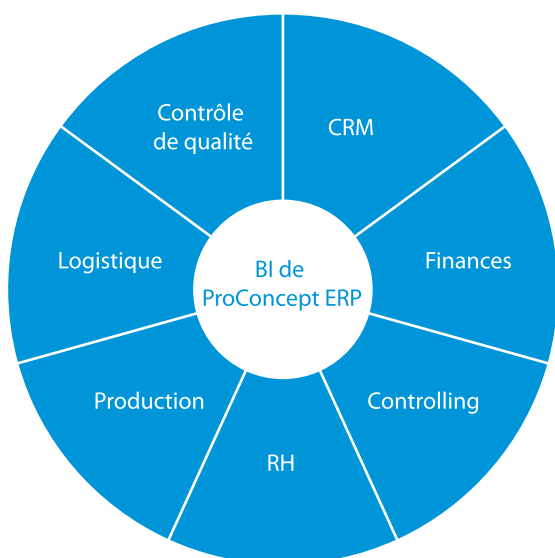 Contrôle
de qualité
CRM
Logistique
BI de
ProConcept ERP
Finances
Production
Controlling
RH